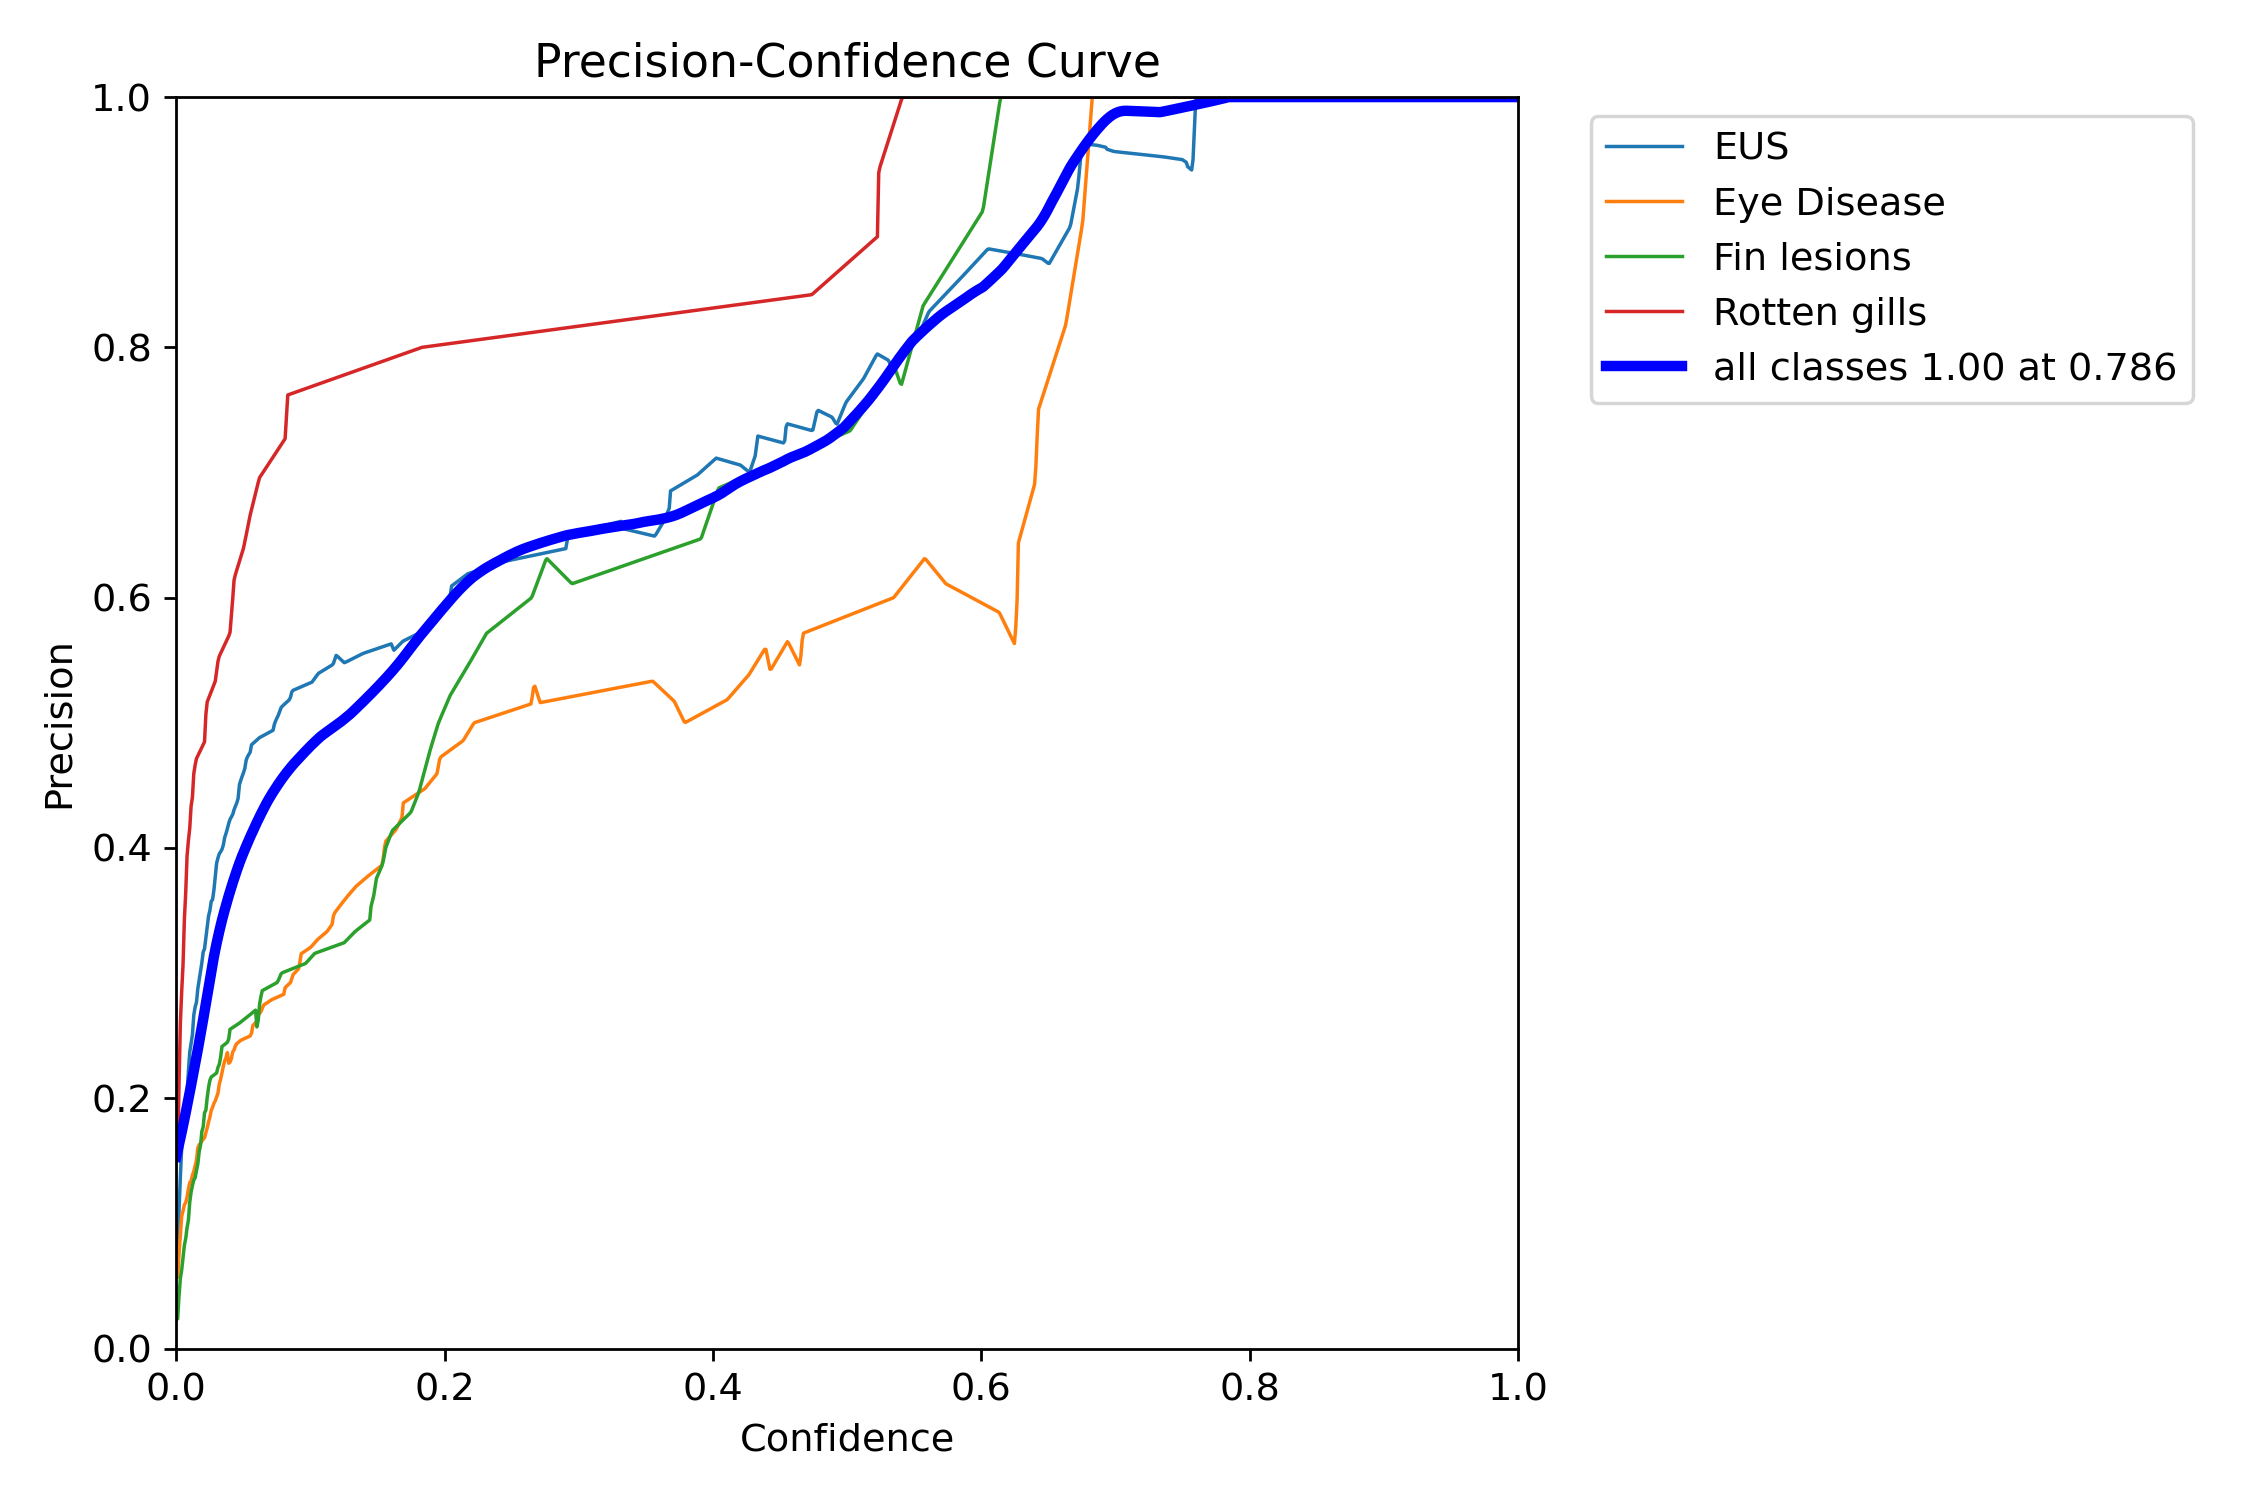 Precision-Confidence Curve
1.0
0.8
0.6
0.4
0.2
0.0
Precision
0.0 0.2 0.4 0.6 0.8 1.0
Confidence
EUS
Eye Disease
Fin lesions
Rotten gills
all classes 1.00 at 0.786